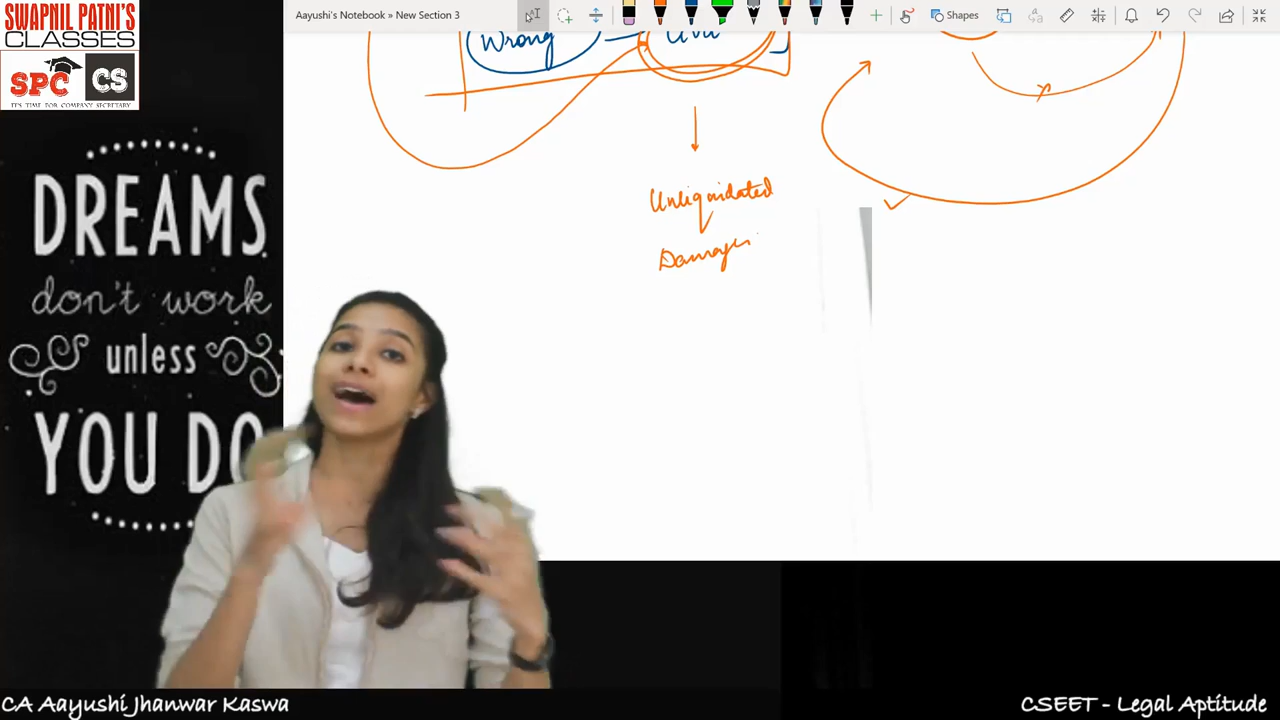 SWAPNIL PATNI'S
CLASSES
SPC CS
IT'S TIME FOR COMPANY SECRETARY
Aayushi's Notebook » New Section 3
Shapes
Wrong
Civil
Unliquidated
Damages
DREAMS
don't work
unless
YOU DO
CA Aayushi Jhanwar Kaswa
CSEET - Legal Aptitude